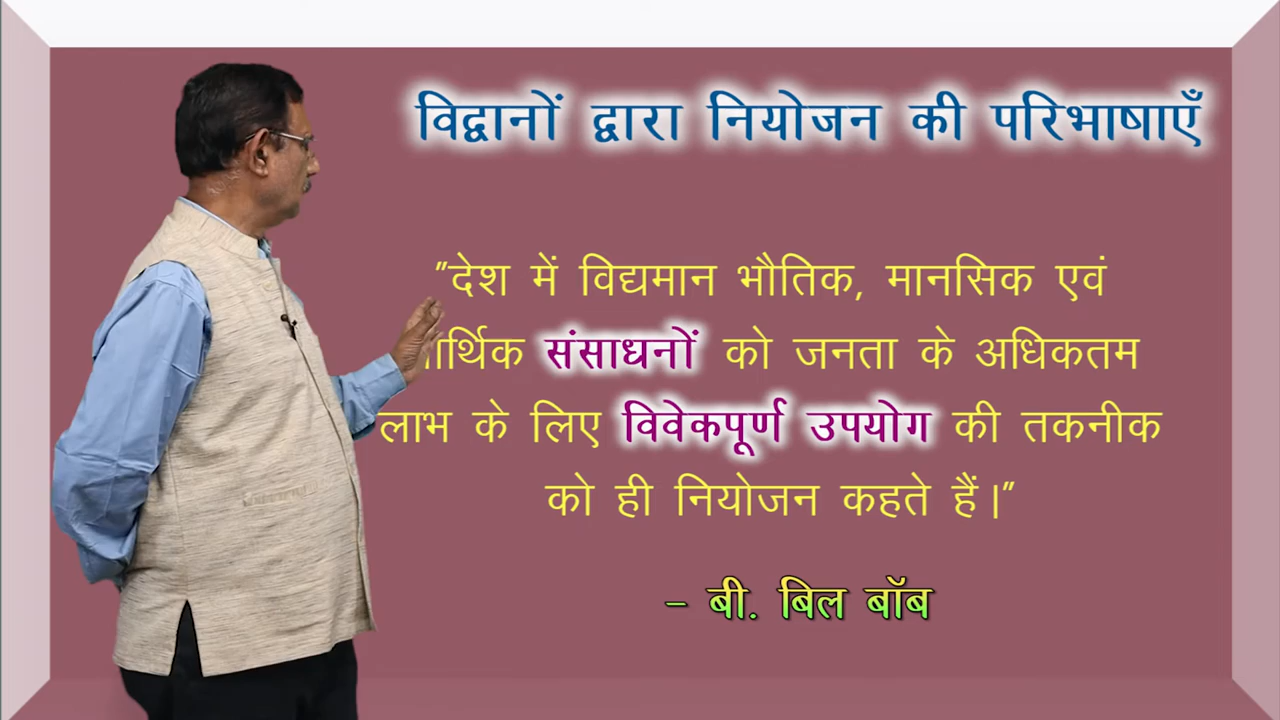 विद्वानों द्वारा नियोजन की परिभाषाएँ
"देश में विद्यमान भौतिक, मानसिक एवं
संसाधनों को जनता के अधिकतम
लाभ के लिए विवेकपूर्ण उपयोग की तकनीक
को ही नियोजन कहते हैं।"
- बी. बिल बॉब